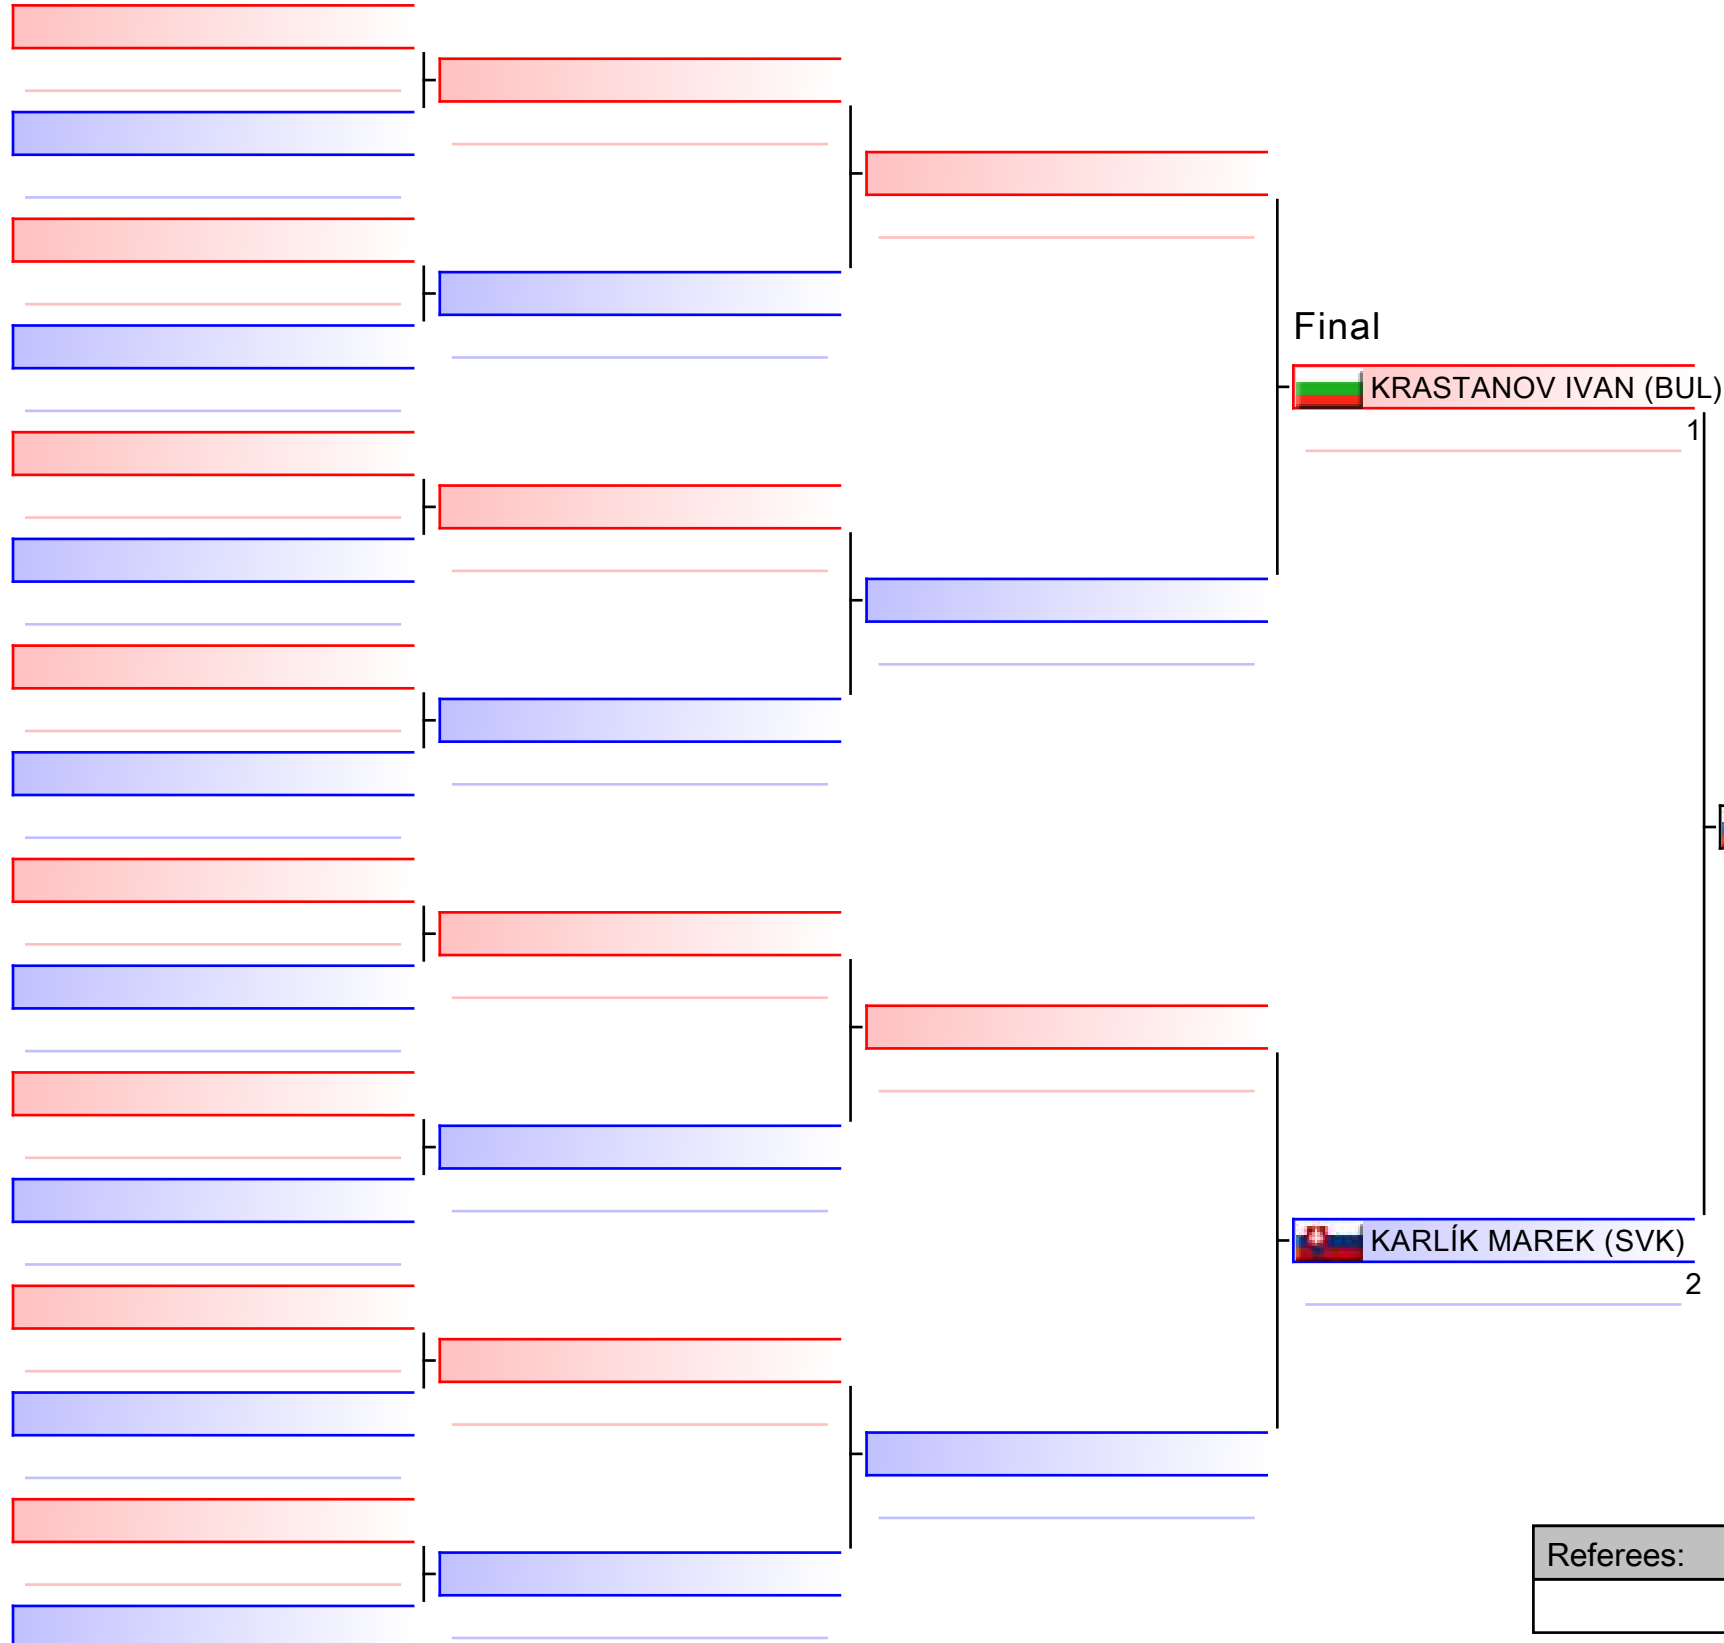 Final
KRASTANOV IVAN (BUL)
1
KARLÍK MAREK (SVK)
2
Referees: